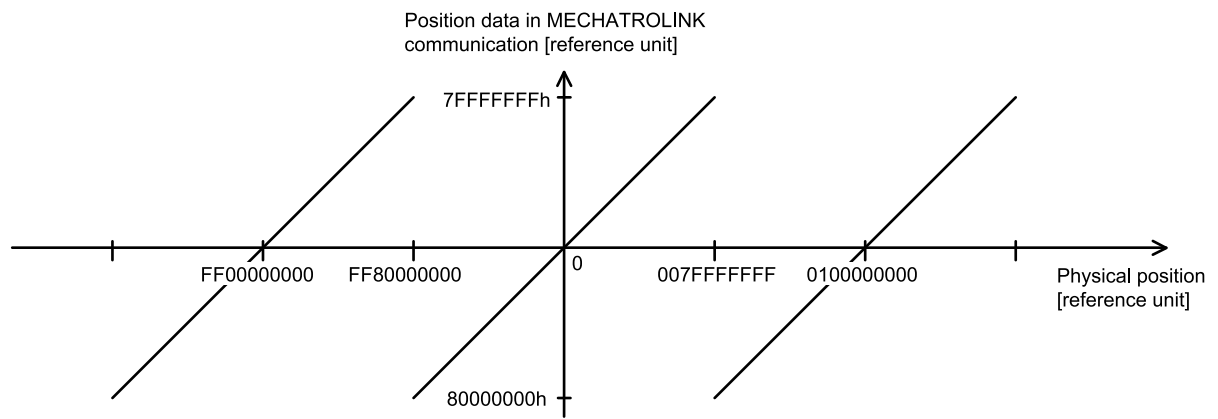 Position data in MECHATROLINK
communication [reference unit]
7FFFFFFFh
FF00000000
FF80000000
0
007FFFFFFF
0100000000
Physical position
[reference unit]
80000000h